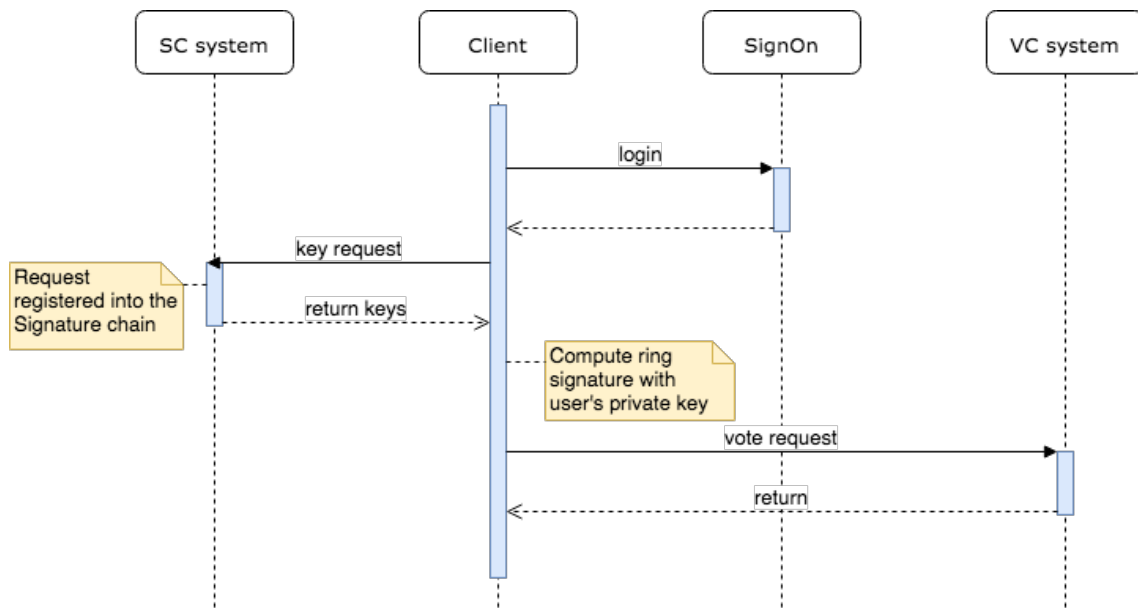 SC system
Client
SignOn
VC system
login
key request
Request
registered into the
Signature chain
return keys
Compute ring
signature with
user's private key
vote request
return